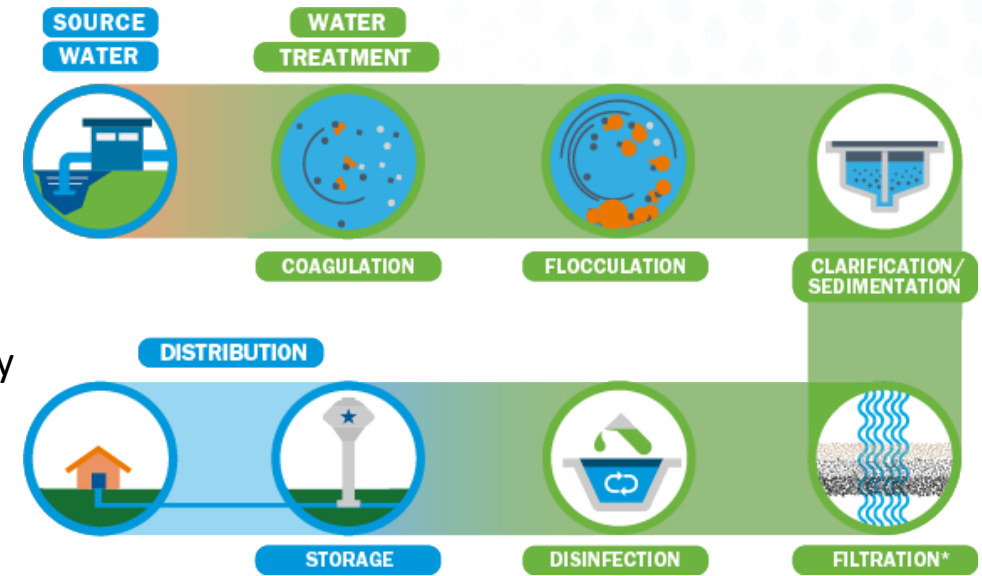 SOURCE
WATER
WATER
TREATMENT
COAGULATION
FLOCCULATION
CLARIFICATION/
SEDIMENTATION
y
DISTRIBUTION
STORAGE
DISINFECTION
FILTRATION*